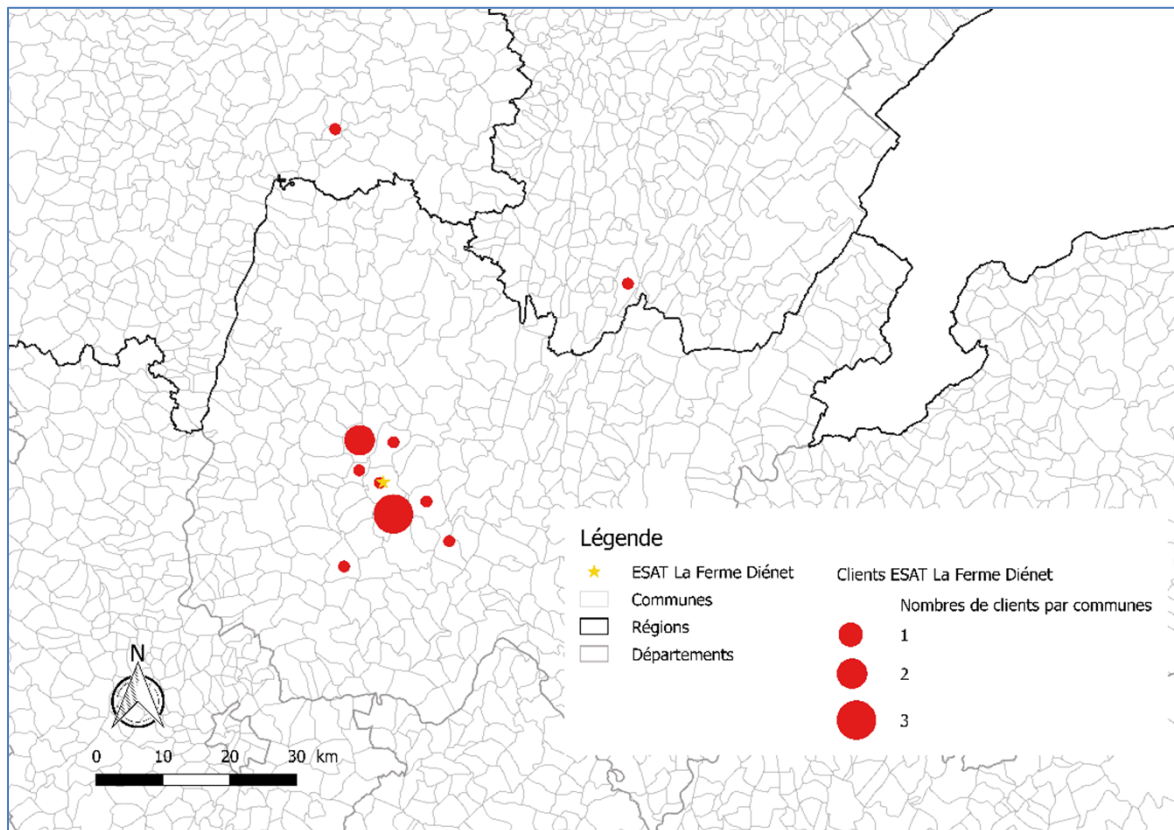 Légende
ESAT La Ferme Diénet
Communes
Régions
Départements
Clients ESAT La Ferme Diénet
Nombres de clients par communes
1
2
3
N
0 10 20 30 km